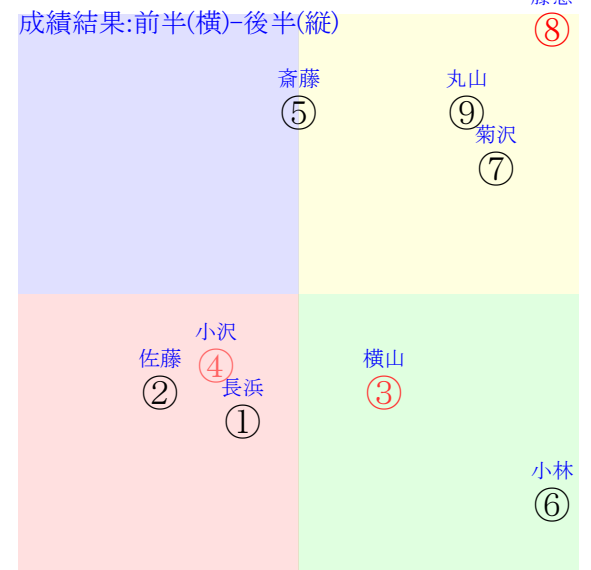 成績結果:前半(横)-後半(縦)
⑧
斎藤
⑤
丸山
⑨
菊沢
⑦
小沢
④
佐藤
②
長浜
①
横山
③
小林
⑥